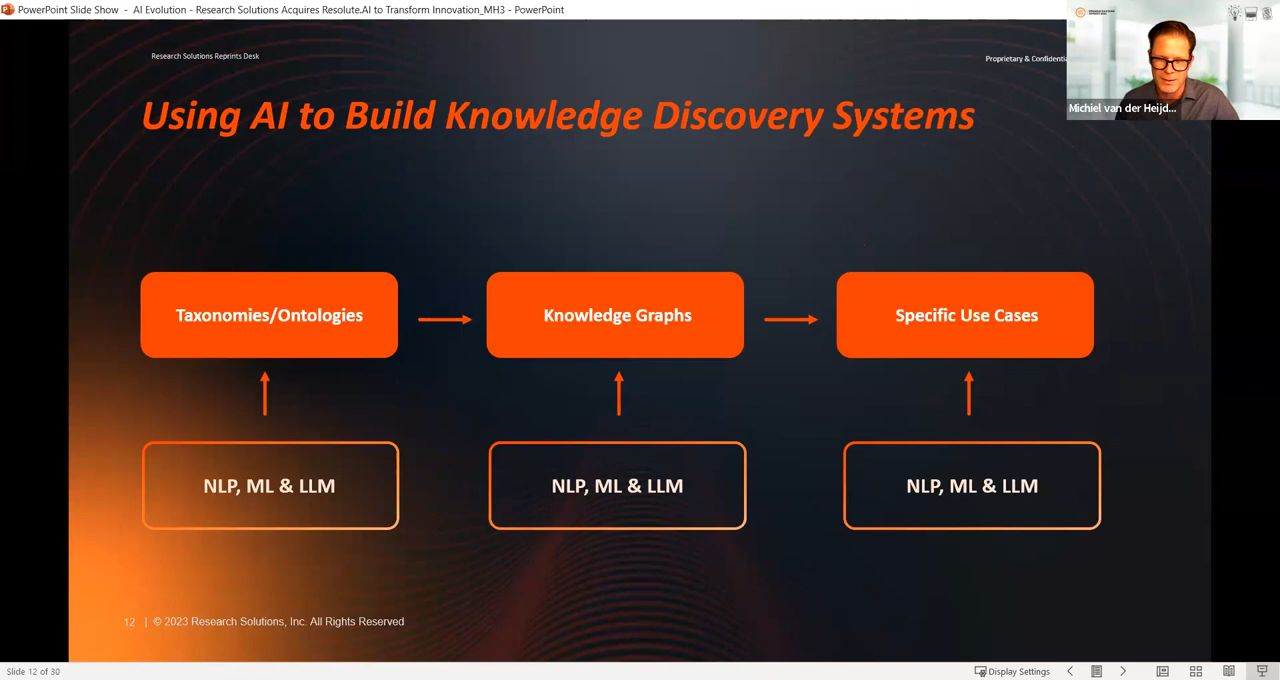 PowerPoint Slide Show - AI Evolution - Research Solutions Acquires Resolute.AI to Transform Innovation_MH3 - PowerPoint
Research Solutions Reprints Desk
Proprietary & Confidential
Michiel van der Heijd...
Using AI to Build Knowledge Discovery Systems
Taxonomies/Ontologies
Knowledge Graphs
Specific Use Cases
NLP, ML & LLM
NLP, ML & LLM
NLP, ML & LLM
12 | © 2023 Research Solutions, Inc. All Rights Reserved
Slide 12 of 30
Display Settings